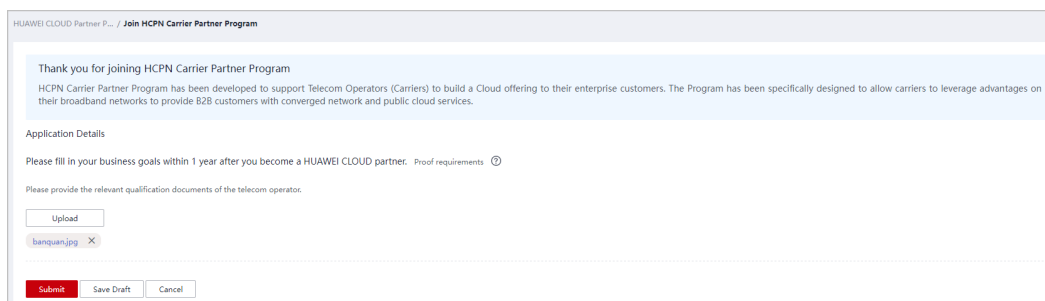 HUAWEI CLOUD Partner P... / Join HCPN Carrier Partner Program
Thank you for joining HCPN Carrier Partner Program
HCPN Carrier Partner Program has been developed to support Telecom Operators (Carriers) to build a Cloud offering to their enterprise customers. The Program has been specifically designed to allow carriers to leverage advantages on
their broadband networks to provide B2B customers with converged network and public cloud services.
Application Details
Please fill in your business goals within 1 year after you become a HUAWEI CLOUD partner. Proof requirements ?
Please provide the relevant qualification documents of the telecom operator.
Upload
banquan.jpg X
Submit Save Draft Cancel